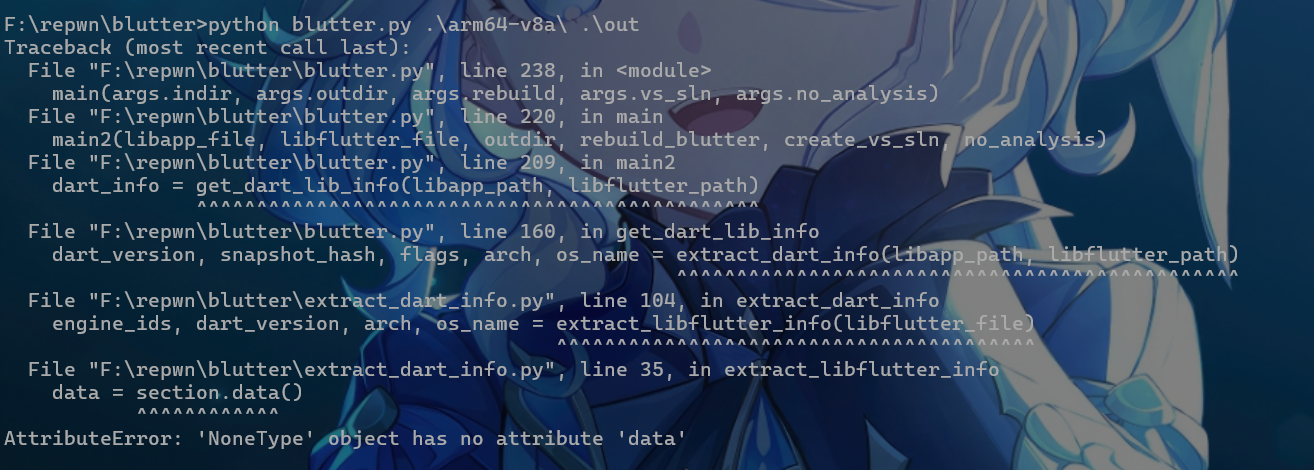 F:\repwn\blutter>python blutter.py .\arm64-v8a\ .\out
Traceback (most recent call last):
  File "F:\repwn\blutter\blutter.py", line 238, in <module>
    main(args.indir, args.outdir, args.rebuild, args.vs_sln, args.no_analysis)
  File "F:\repwn\blutter\blutter.py", line 220, in main
    main2(libapp_file, libflutter_file, outdir, rebuild_blutter, create_vs_sln, no_analysis)
  File "F:\repwn\blutter\blutter.py", line 209, in main2
    dart_info = get_dart_lib_info(libapp_path, libflutter_path)
                ^^^^^^^^^^^^^^^^^^^^^^^^^^^^^^^^^^^^^^^^^^^^^^^
  File "F:\repwn\blutter\blutter.py", line 160, in get_dart_lib_info
    dart_version, snapshot_hash, flags, arch, os_name = extract_dart_info(libapp_path, libflutter_path)
                                                        ^^^^^^^^^^^^^^^^^^^^^^^^^^^^^^^^^^^^^^^^^^^^^^^
  File "F:\repwn\blutter\extract_dart_info.py", line 104, in extract_dart_info
    engine_ids, dart_version, arch, os_name = extract_libflutter_info(libflutter_file)
                                              ^^^^^^^^^^^^^^^^^^^^^^^^^^^^^^^^^^^^^^^^
  File "F:\repwn\blutter\extract_dart_info.py", line 35, in extract_libflutter_info
    data = section.data()
           ^^^^^^^^^^^^
AttributeError: 'NoneType' object has no attribute 'data'